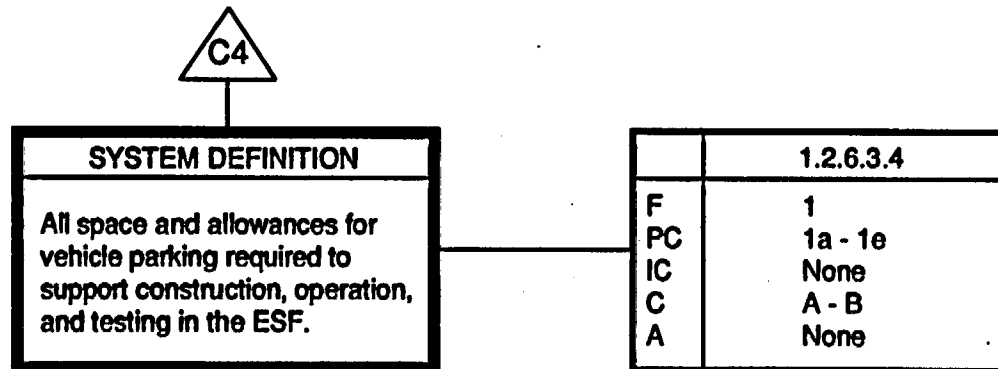 C4
SYSTEM DEFINITION
All space and allowances for
vehicle parking required to
support construction, operation,
and testing in the ESF.
1.2.6.3.4
F 1
PC 1a - 1e
IC None
C A - B
A None